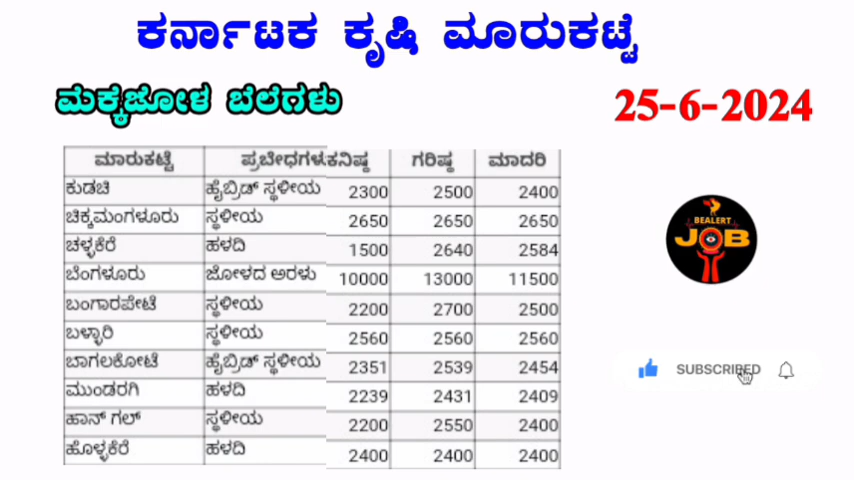 ಕರ್ನಾಟಕ ಕೃಷಿ ಮಾರುಕಟ್ಟೆ
ಮೆಕ್ಕೆಜೋಳ ಬೆಲೆಗಳು 25-6-2024
ಮಾರುಕಟ್ಟೆ ಪ್ರಬೇಧಗಳು ಕನಿಷ್ಠ ಗರಿಷ್ಠ ಮಾದರಿ
ಕುಡಚಿ ಹೈಬ್ರಿಡ್ ಸ್ಥಳೀಯ 2300 2500 2400
ಚಿಕ್ಕಮಂಗಳೂರು ಸ್ಥಳೀಯ 2650 2650 2650
ಚಳ್ಳಕೆರೆ ಹಳದಿ 1500 2640 2584
ಬೆಂಗಳೂರು ಜೋಳದ ಅರಳು 10000 13000 11500
ಬಂಗಾರಪೇಟೆ ಸ್ಥಳೀಯ 2200 2700 2500
ಬಳ್ಳಾರಿ ಸ್ಥಳೀಯ 2560 2560 2560
ಬಾಗಲಕೋಟೆ ಹೈಬ್ರಿಡ್ ಸ್ಥಳೀಯ 2351 2539 2454
ಮುಂಡರಗಿ ಹಳದಿ 2239 2431 2409
ಹಾನ್ ಗಲ್ ಸ್ಥಳೀಯ 2200 2550 2400
ಹೊಳ್ಳಕೆರೆ ಹಳದಿ 2400 2400 2400
BEALERT
JOB
SUBSCRIBED